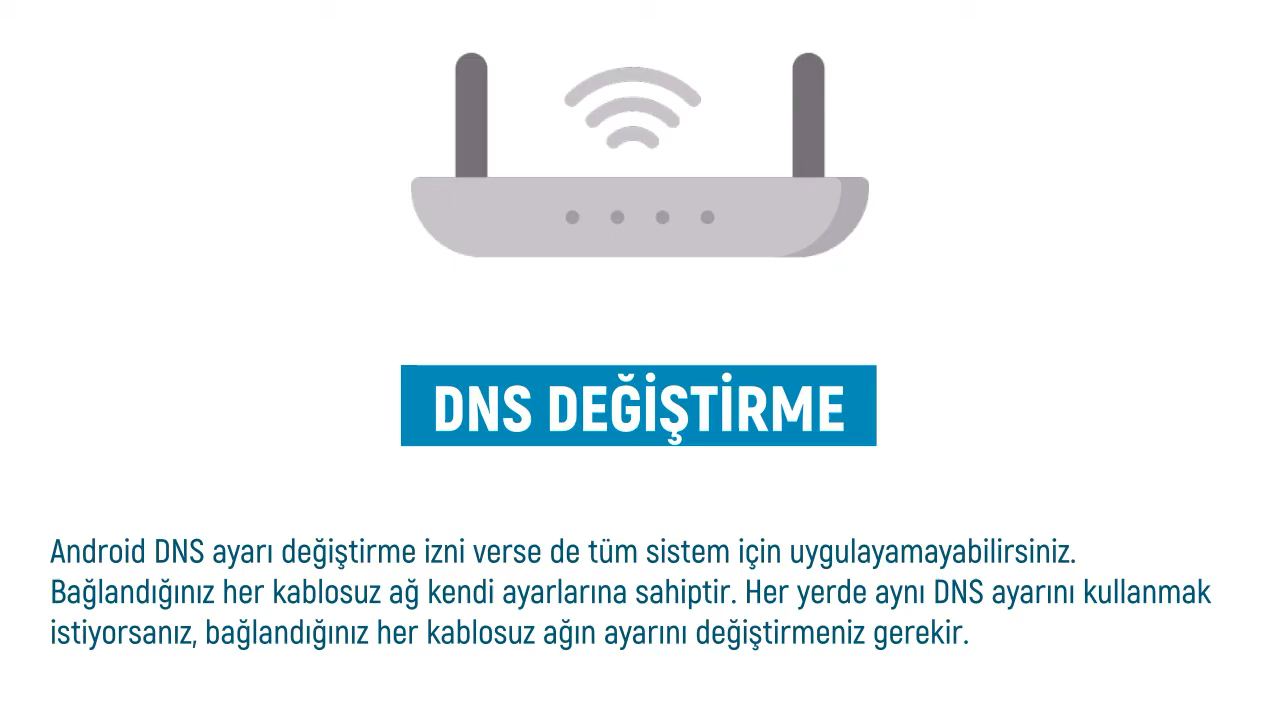 DNS DEĞİŞTİRME
Android DNS ayarı değiştirme izni verse de tüm sistem için uygulayamayabilirsiniz.
Bağlandığınız her kablosuz ağ kendi ayarlarına sahiptir. Her yerde aynı DNS ayarını kullanmak
istiyorsanız, bağlandığınız her kablosuz ağın ayarını değiştirmeniz gerekir.